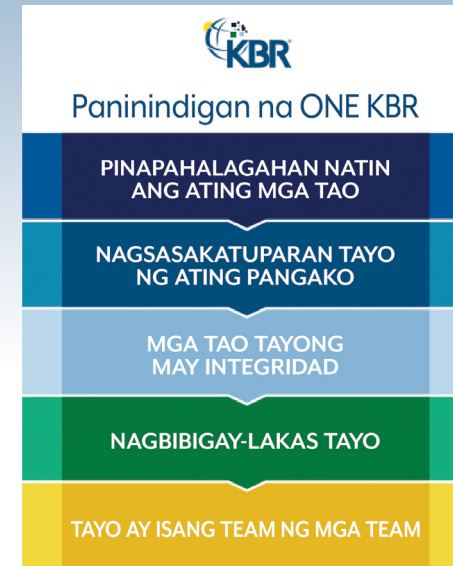 KBR
Paninindigan na ONE KBR
PINAPAHALAGAHAN NATIN
ANG ATING MGA TAO
NAGSASAKATUPARAN TAYO
NG ATING PANGAKO
MGA TAO TAYONG
MAY INTEGRIDAD
NAGBIBIGAY-LAKAS TAYO
TAYO AY ISANG TEAM NG MGA TEAM